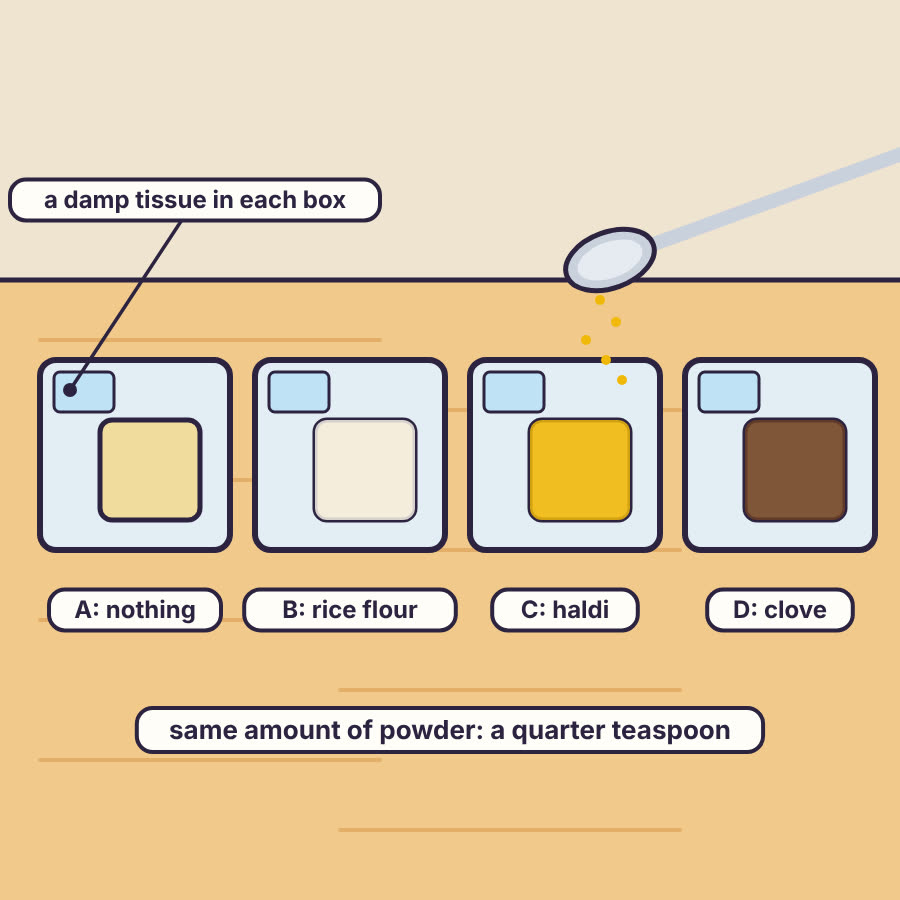 a damp tissue in each box
A: nothing
B: rice flour
C: haldi
D: clove
same amount of powder: a quarter teaspoon